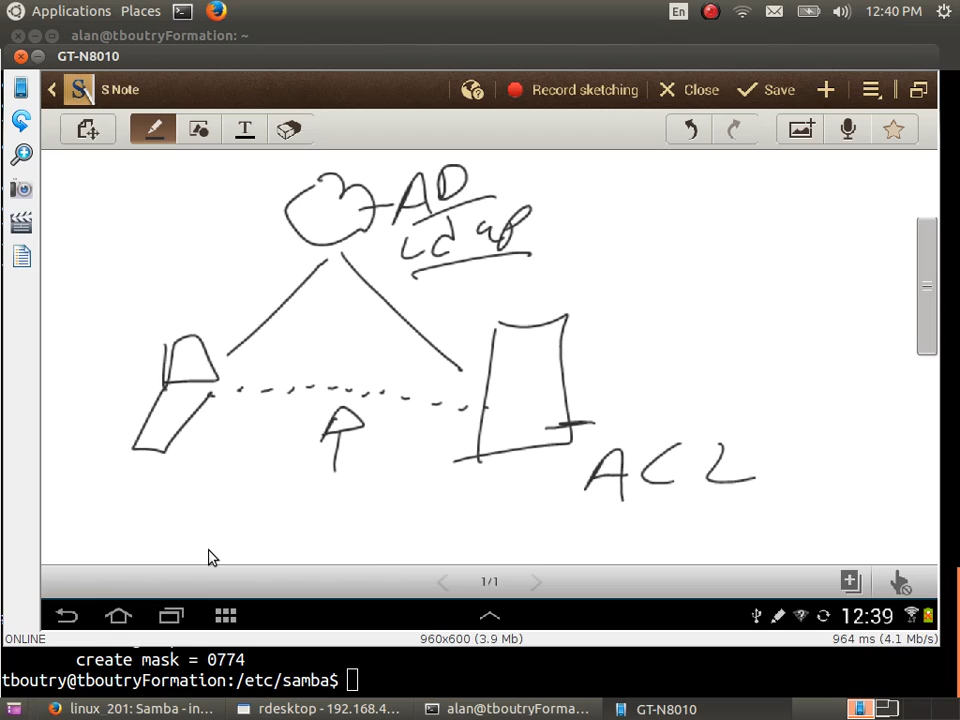 Applications Places En 12:40 PM
alan@tboutryFormation: ~
GT-N8010
S Note Record sketching Close Save
T
1/1
AD
Ldap
ACL
12:39
ONLINE 960x600 (3.9 Mb) 964 ms (4.1 Mb/s)
create mask = 0774
tboutry@tboutryFormation:/etc/samba$
linux_201: Samba - in... rdesktop - 192.168.4... alan@tboutryForma... GT-N8010